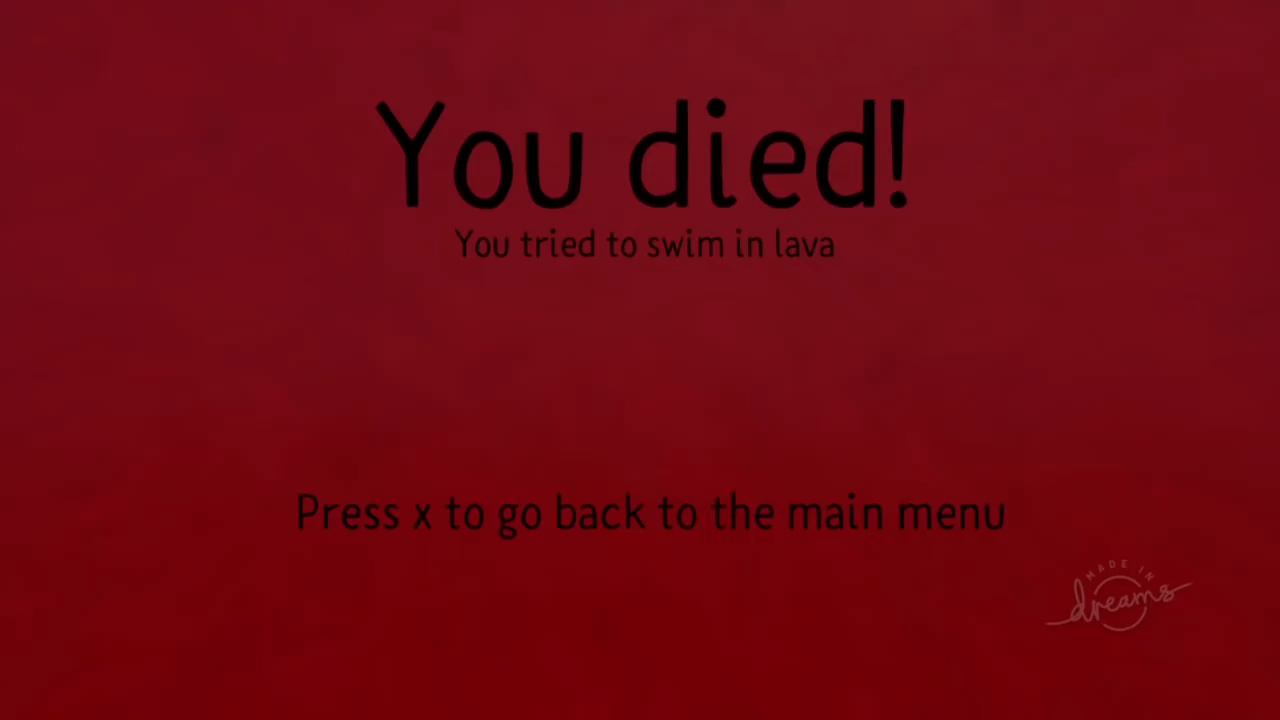 You died!
You tried to swim in lava
Press x to go back to the main menu
MADE IN
dreams